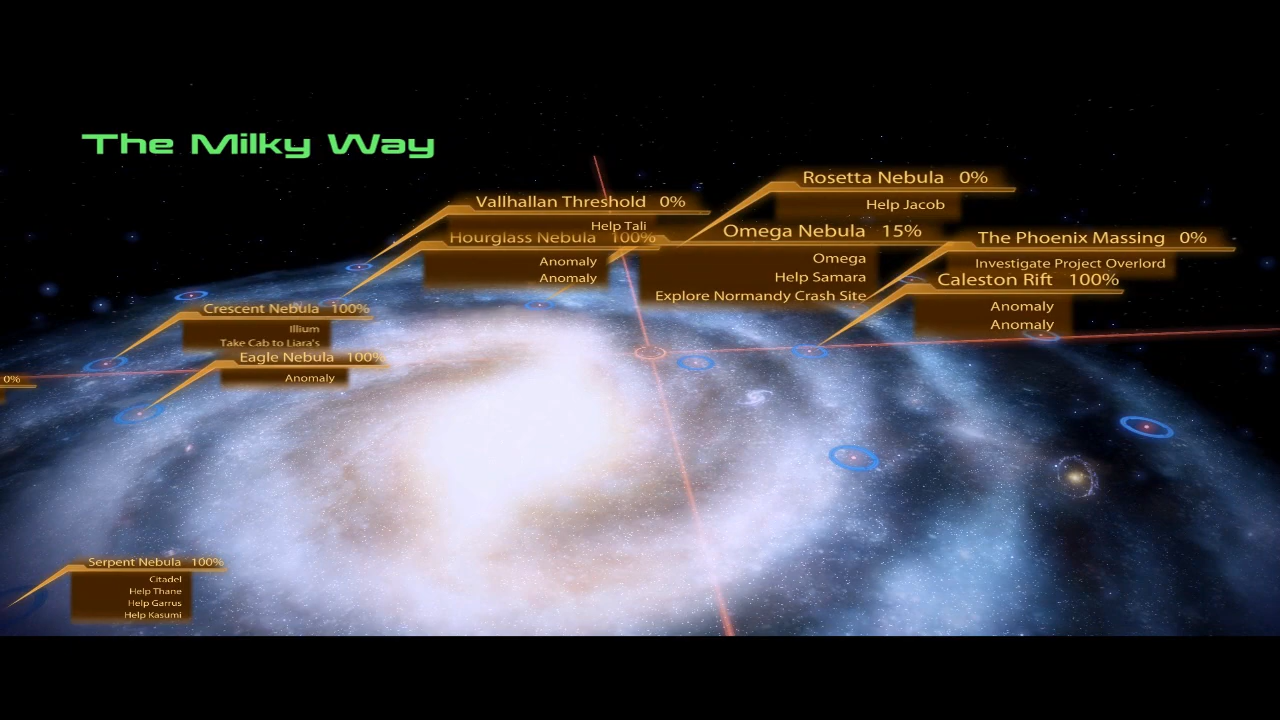 The Milky Way
Rosetta Nebula 0%
Help Jacob
Vallhallan Threshold 0%
Help Tali
Hourglass Nebula 100%
Anomaly
Anomaly
Omega Nebula 15%
Omega
Help Samara
Explore Normandy Crash Site
The Phoenix Massing 0%
Investigate Project Overlord
Caleston Rift 100%
Anomaly
Anomaly
Crescent Nebula 100%
Illium
Take Cab to Liara's
Eagle Nebula 100%
Anomaly
0%
Serpent Nebula 100%
Citadel
Help Thane
Help Garrus
Help Kasumi